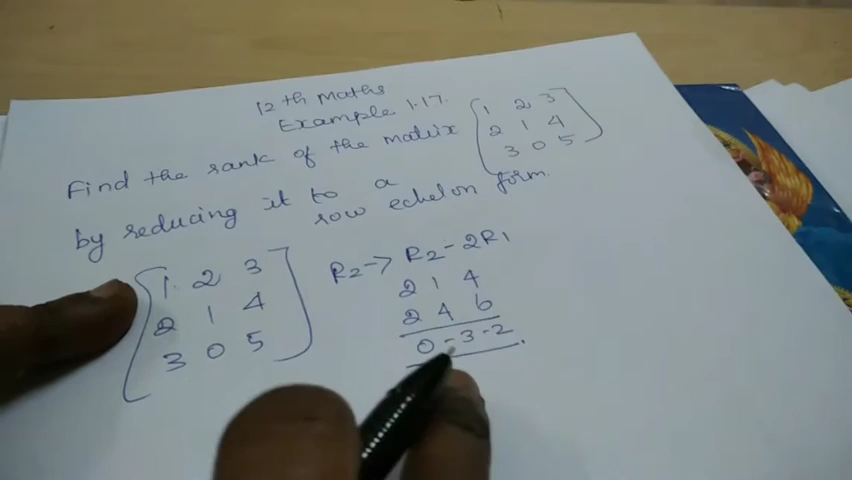 12th Maths
Example 1.17.
Find the rank of the matrix [1 2 3
2 1 4
3 0 5]
by reducing it to a row echelon form.
[1 2 3
2 1 4
3 0 5]
R2 -> R2 - 2R1
2 1 4
2 4 6
0 -3 -2